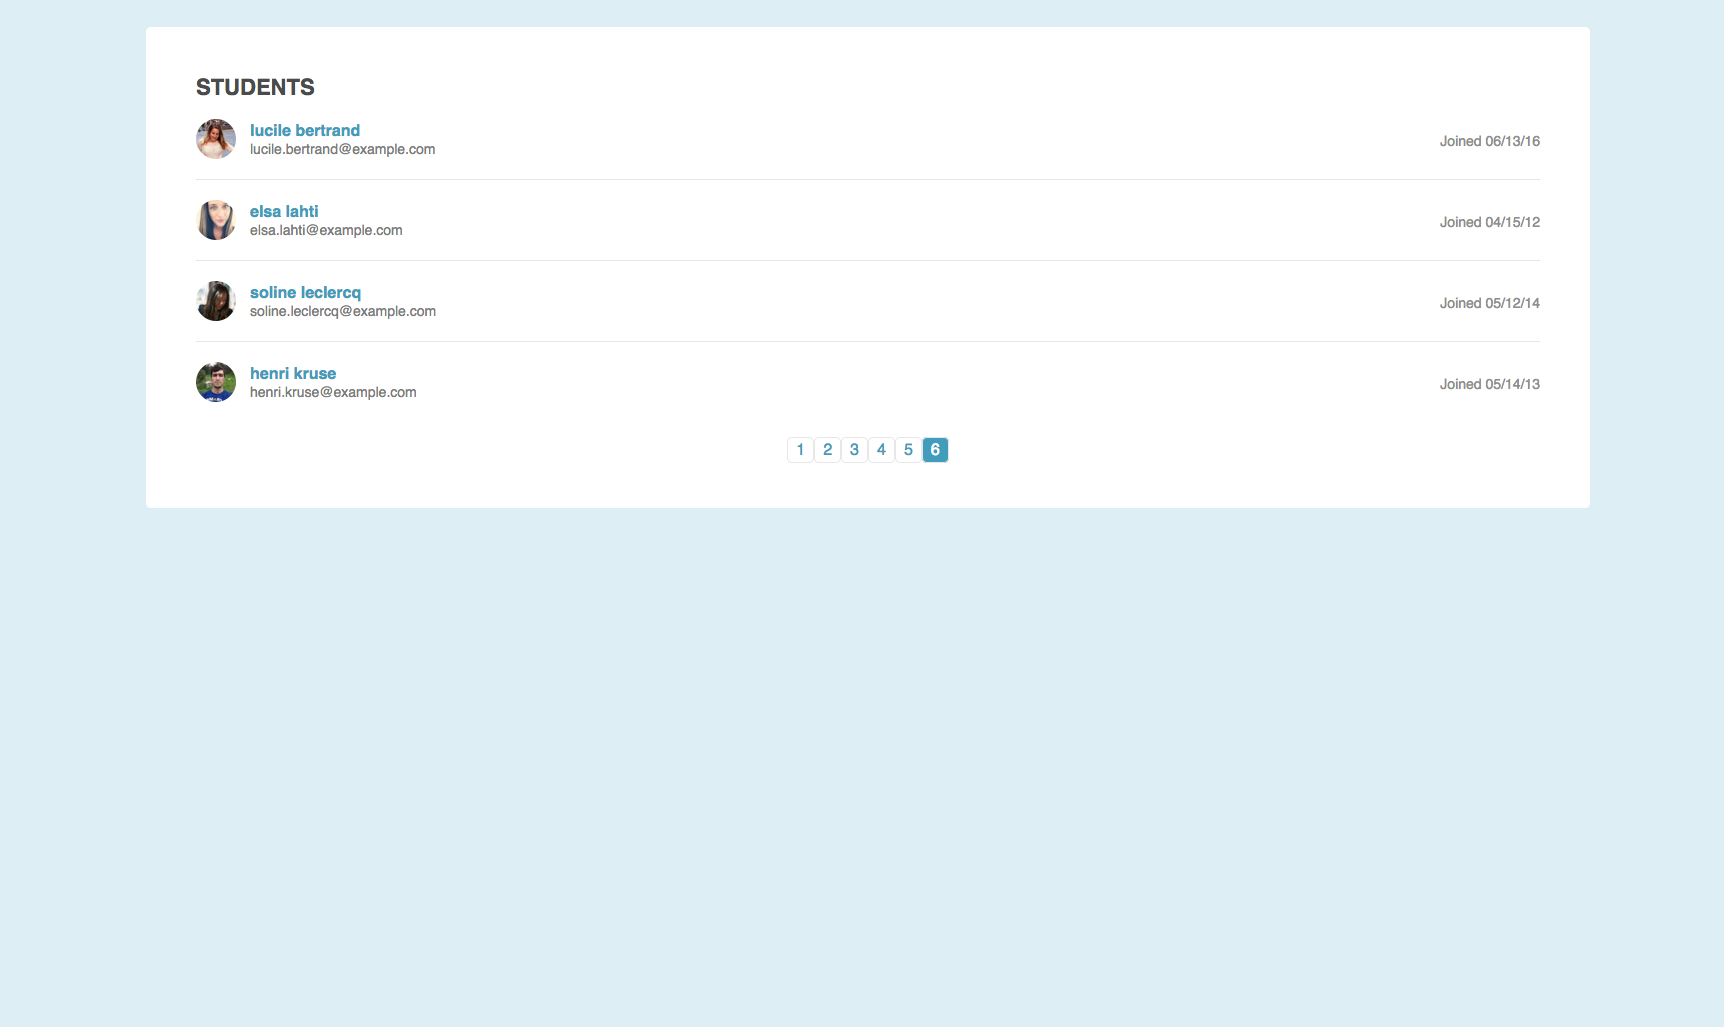 STUDENTS
lucile bertrand
lucile.bertrand@example.com
Joined 06/13/16
elsa lahti
elsa.lahti@example.com
Joined 04/15/12
soline leclercq
soline.leclercq@example.com
Joined 05/12/14
henri kruse
henri.kruse@example.com
Joined 05/14/13
1 2 3 4 5 6